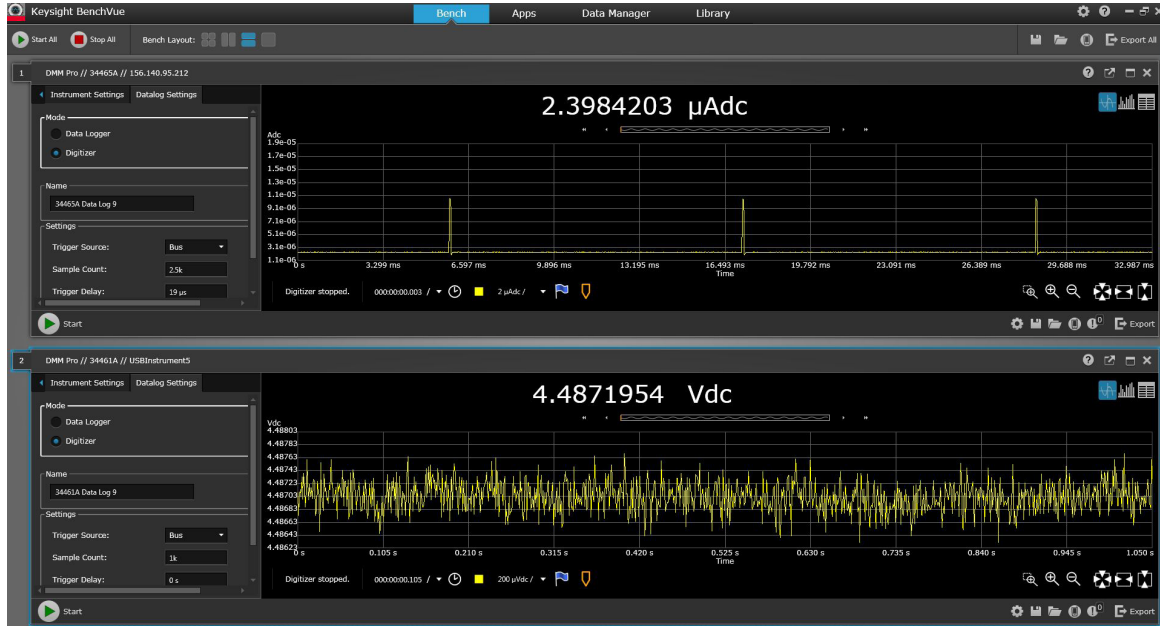 Keysight BenchVue
Bench Apps Data Manager Library
Start All Stop All Bench Layout: Export All
1 DMM Pro // 34465A // 156.140.95.212
Instrument Settings Datalog Settings
Mode
Data Logger
Digitizer
Name
34465A Data Log 9
Settings
Trigger Source: Bus
Sample Count: 2.5k
Trigger Delay: 19 µs
2.3984203 µAdc
Adc
1.9e-05
1.7e-05
1.5e-05
1.3e-05
1.1e-05
9.1e-06
7.1e-06
5.1e-06
3.1e-06
1.1e-06
0 s 3.299 ms 6.597 ms 9.896 ms 13.195 ms 16.493 ms 19.792 ms 23.091 ms 26.389 ms 29.688 ms 32.987 ms
Time
Digitizer stopped. 000:00:00.003 / 2 µAdc /
Start 0 Export
2 DMM Pro // 34461A // USBInstrument5
Instrument Settings Datalog Settings
Mode
Data Logger
Digitizer
Name
34461A Data Log 9
Settings
Trigger Source: Bus
Sample Count: 1k
Trigger Delay: 0 s
4.4871954 Vdc
Vdc
4.48803
4.48783
4.48763
4.48743
4.48723
4.48703
4.48683
4.48663
4.48643
4.48623
0 s 0.105 s 0.210 s 0.315 s 0.420 s 0.525 s 0.630 s 0.735 s 0.840 s 0.945 s 1.050 s
Time
Digitizer stopped. 000:00:00.105 / 200 µVdc /
Start 0 Export